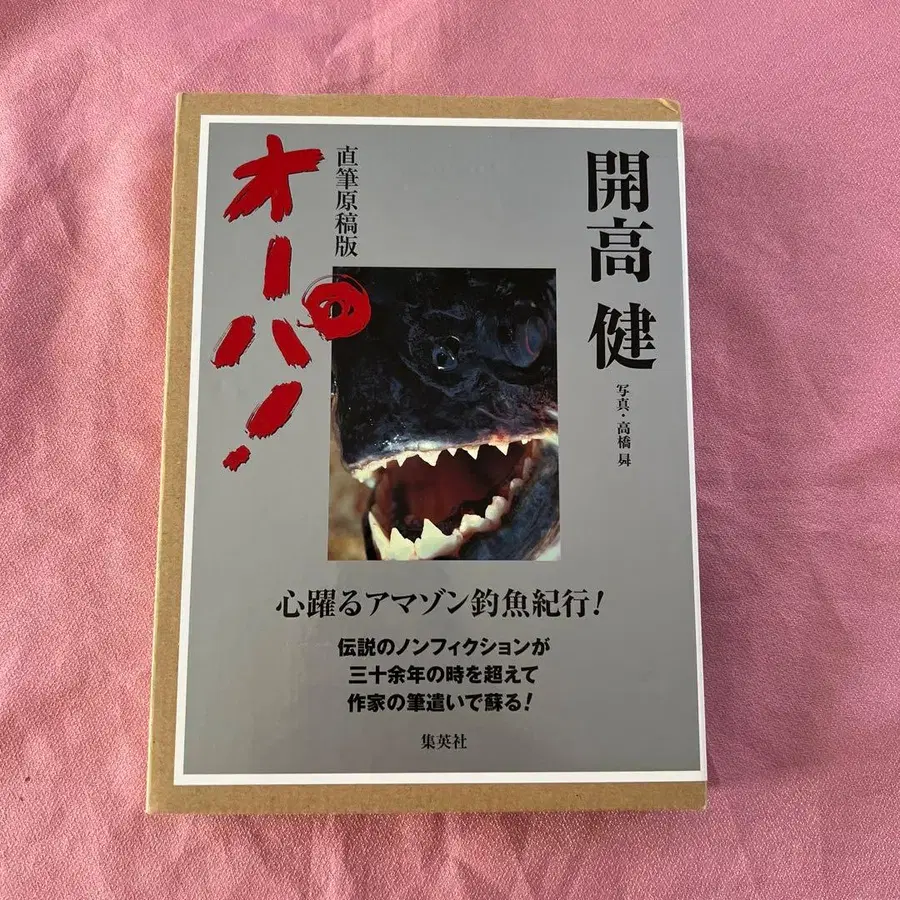 開高 健
写真・高橋 曻
直筆原稿版
オーパ！
心躍るアマゾン釣魚紀行！
伝説のノンフィクションが
三十余年の時を超えて
作家の筆遣いで蘇る！
集英社